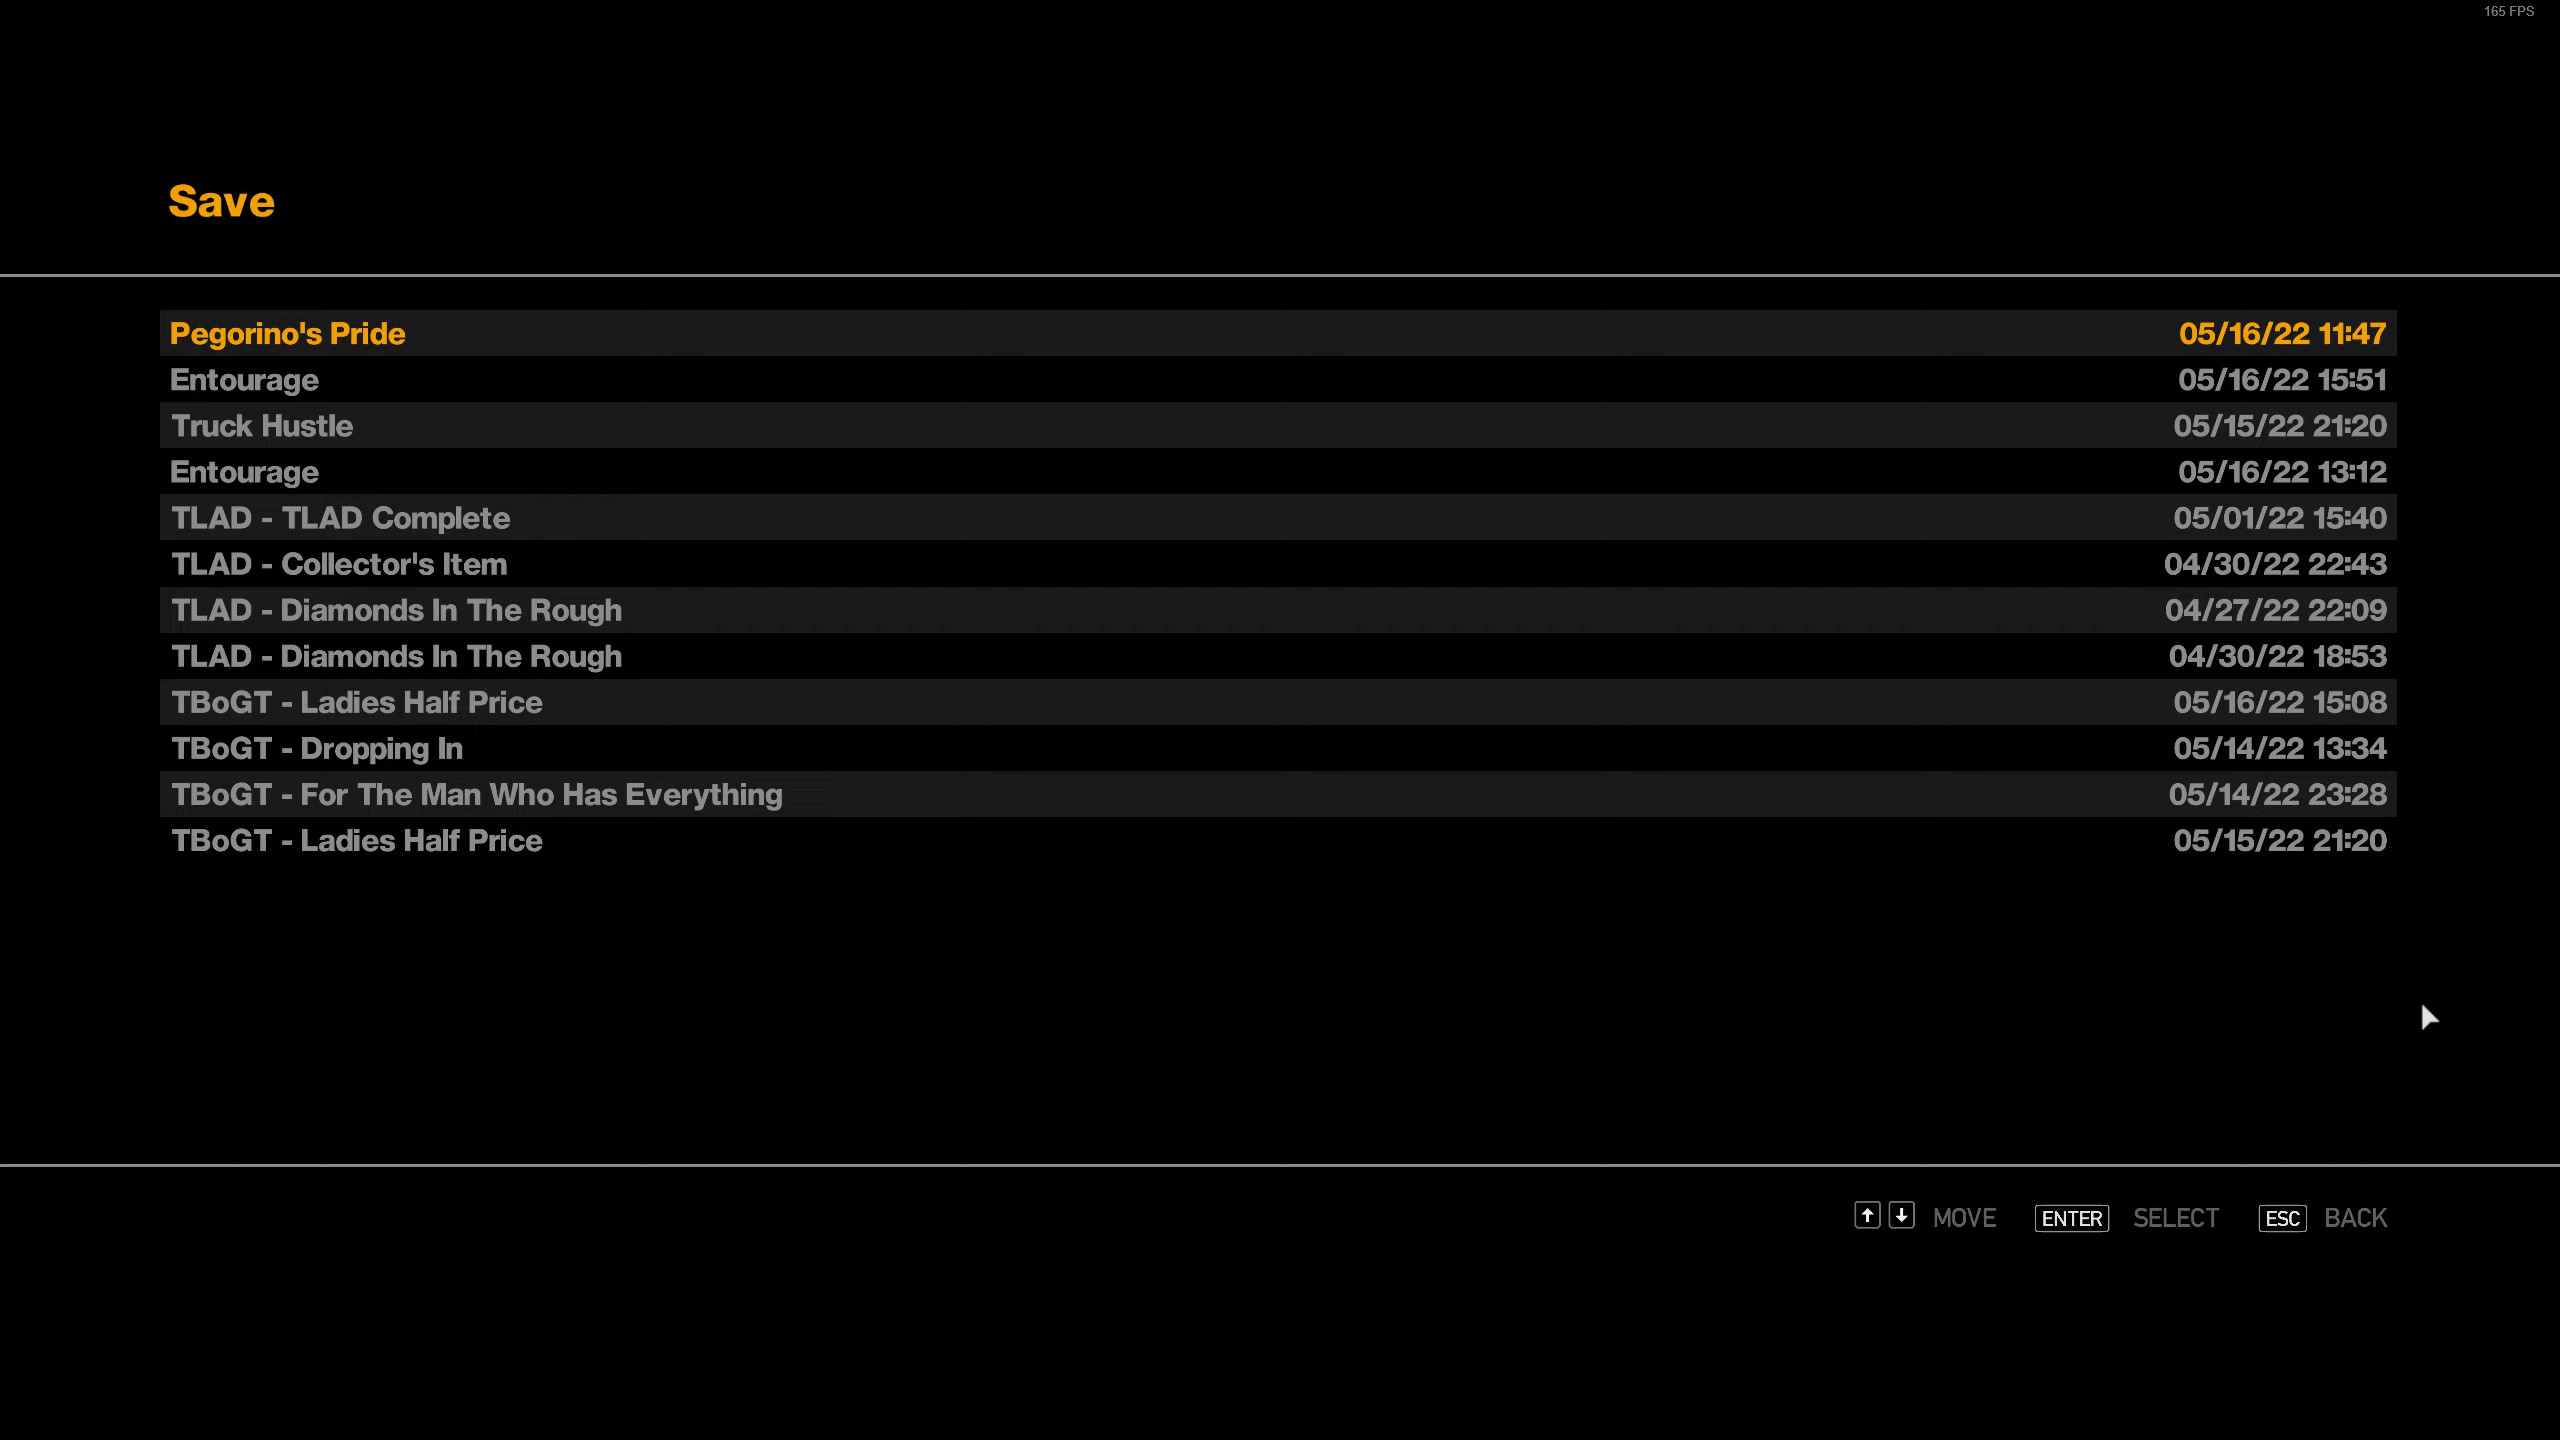 165 FPS
Save
Pegorino's Pride 05/16/22 11:47
Entourage 05/16/22 15:51
Truck Hustle 05/15/22 21:20
Entourage 05/16/22 13:12
TLAD - TLAD Complete 05/01/22 15:40
TLAD - Collector's Item 04/30/22 22:43
TLAD - Diamonds In The Rough 04/27/22 22:09
TLAD - Diamonds In The Rough 04/30/22 18:53
TBoGT - Ladies Half Price 05/16/22 15:08
TBoGT - Dropping In 05/14/22 13:34
TBoGT - For The Man Who Has Everything 05/14/22 23:28
TBoGT - Ladies Half Price 05/15/22 21:20
↑ ↓ MOVE ENTER SELECT ESC BACK